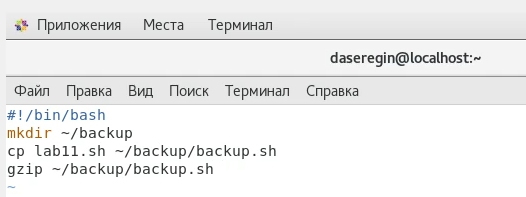 Приложения Места Терминал
daseregin@localhost:~
Файл Правка Вид Поиск Терминал Справка
#!/bin/bash
mkdir ~/backup
cp lab11.sh ~/backup/backup.sh
gzip ~/backup/backup.sh
~